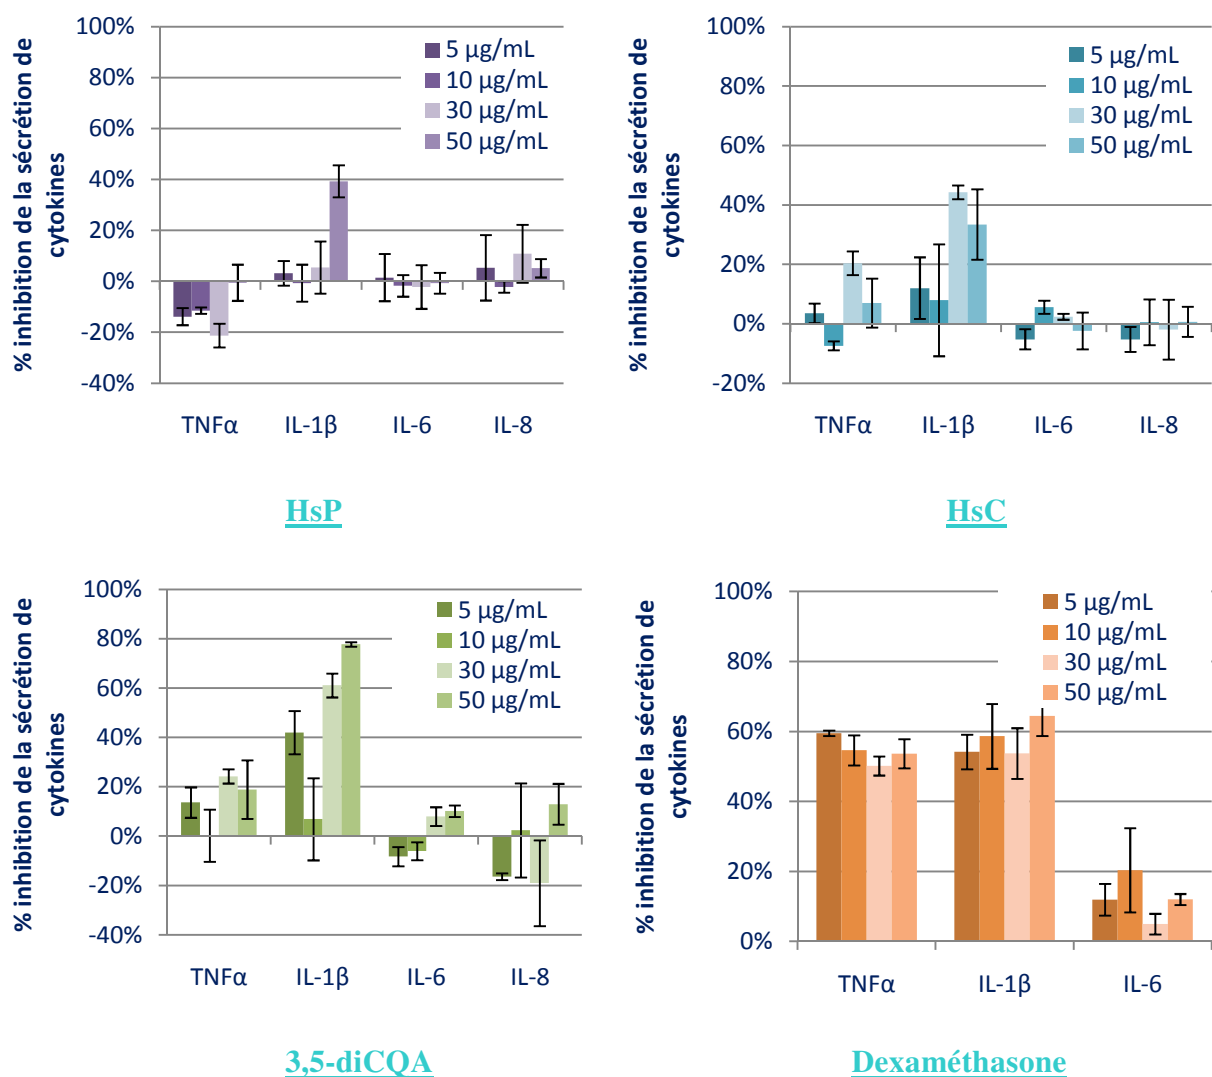 % inhibition de la sécrétion de
cytokines
100%
80%
60%
40%
20%
0%
-20%
-40%
5 µg/mL
10 µg/mL
30 µg/mL
50 µg/mL
TNFα IL-1β IL-6 IL-8
HsP
% inhibition de la sécrétion de
cytokines
100%
80%
60%
40%
20%
0%
-20%
5 µg/mL
10 µg/mL
30 µg/mL
50 µg/mL
TNFα IL-1β IL-6 IL-8
HsC
% inhibition de la sécrétion de
cytokines
100%
80%
60%
40%
20%
0%
-20%
-40%
5 µg/mL
10 µg/mL
30 µg/mL
50 µg/mL
TNFα IL-1β IL-6 IL-8
3,5-diCQA
% inhibition de la sécrétion de
cytokines
100%
80%
60%
40%
20%
0%
5 µg/mL
10 µg/mL
30 µg/mL
50 µg/mL
TNFα IL-1β IL-6
Dexaméthasone